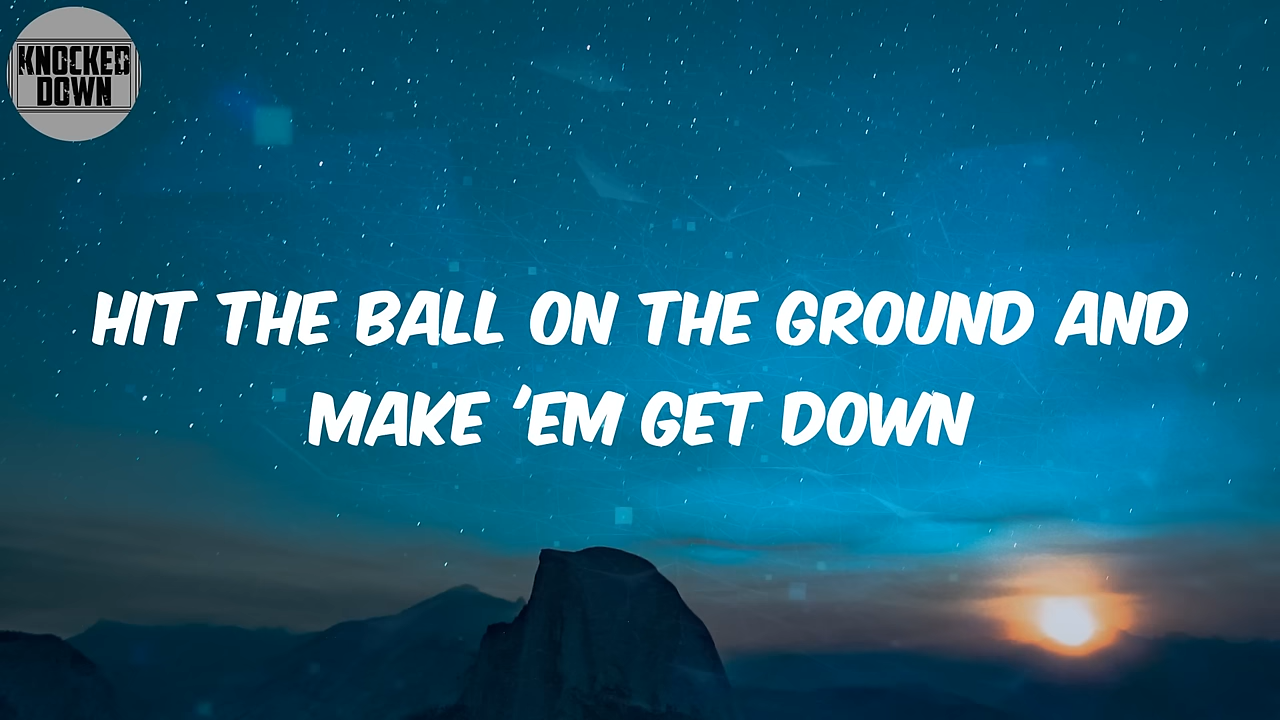 KNOCKED
DOWN
HIT THE BALL ON THE GROUND AND
MAKE 'EM GET DOWN